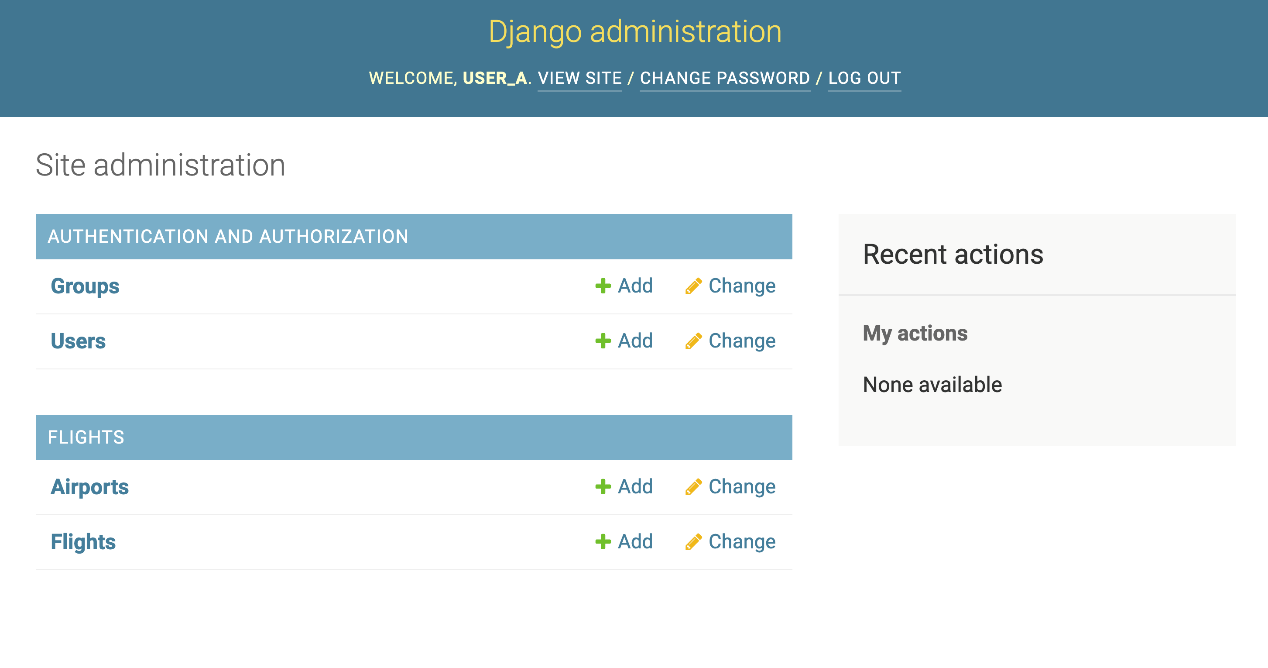 Django administration
WELCOME, USER_A. VIEW SITE / CHANGE PASSWORD / LOG OUT
Site administration
AUTHENTICATION AND AUTHORIZATION
Groups Add Change
Users Add Change
FLIGHTS
Airports Add Change
Flights Add Change
Recent actions
My actions
None available